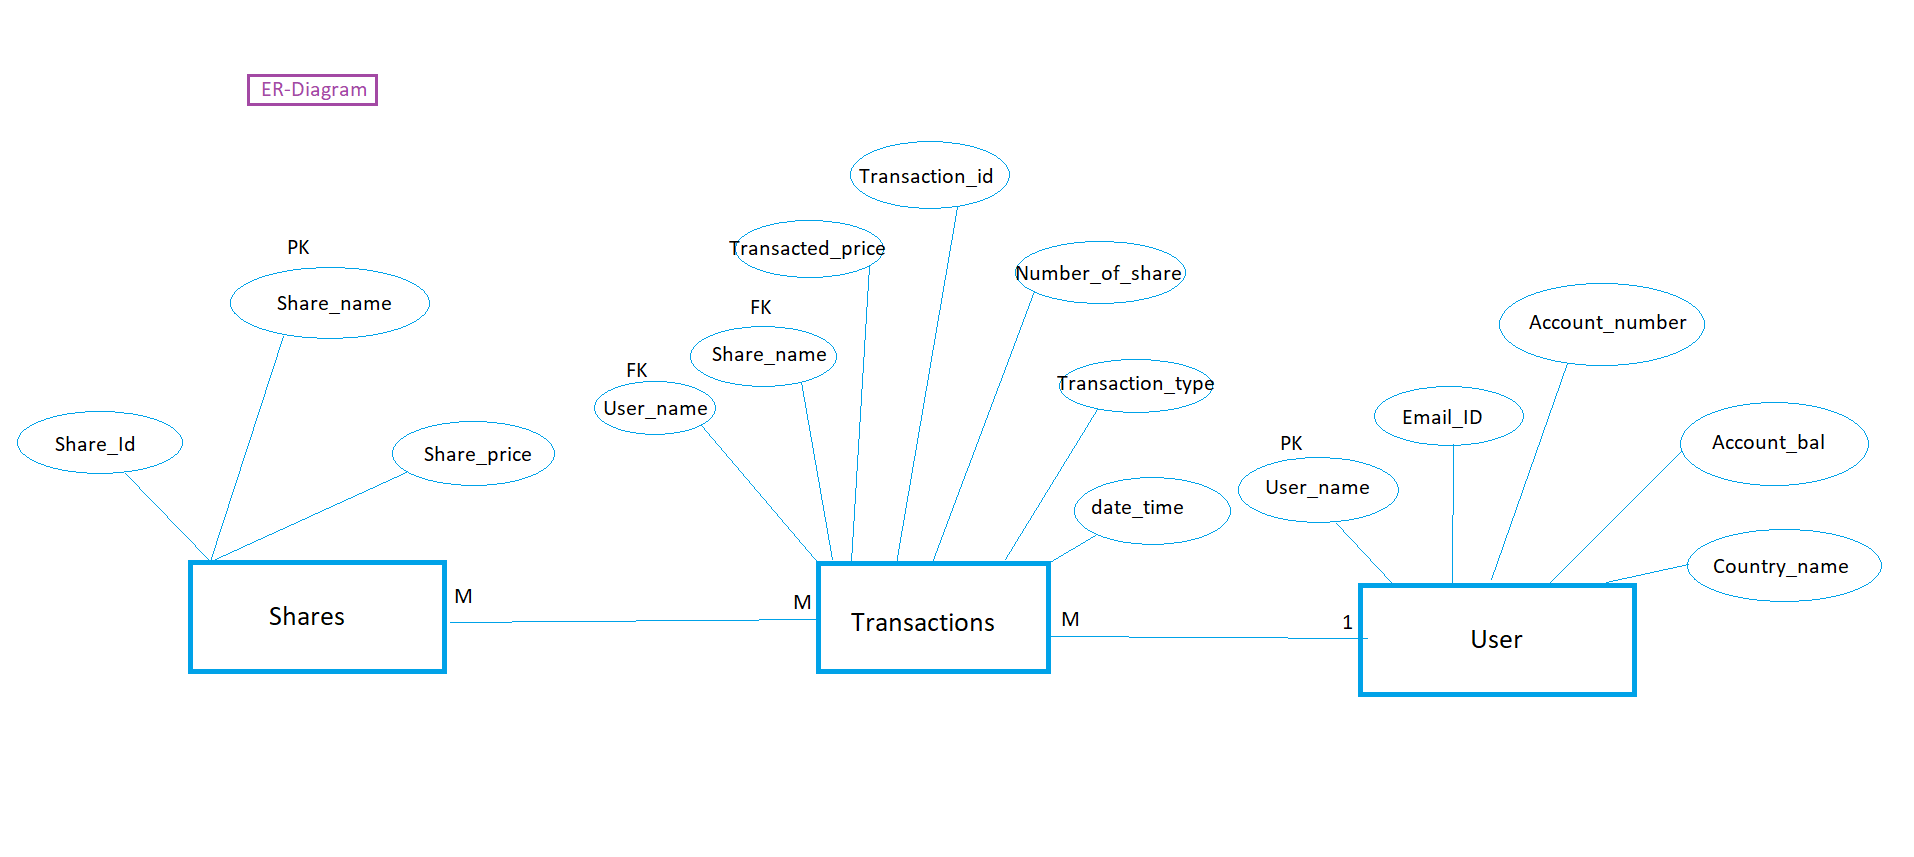 ER-Diagram
Transaction_id
PK
Transacted_price
Number_of_share
Share_name
FK
Account_number
Share_name
FK
Transaction_type
User_name
Email_ID
Share_Id
Share_price
PK
Account_bal
User_name
date_time
Country_name
M
M
Shares
Transactions
M
1
User